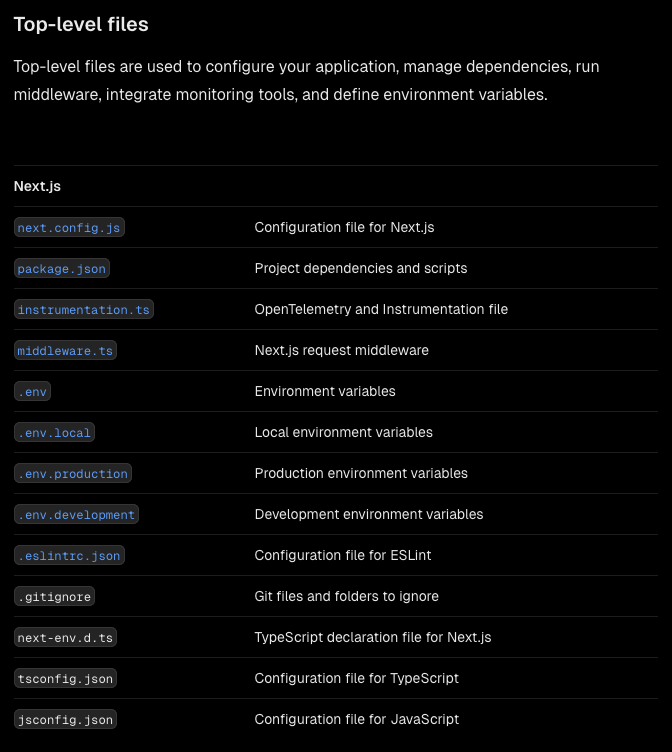 Top-level files
Top-level files are used to configure your application, manage dependencies, run
middleware, integrate monitoring tools, and define environment variables.
Next.js
next.config.js Configuration file for Next.js
package.json Project dependencies and scripts
instrumentation.ts OpenTelemetry and Instrumentation file
middleware.ts Next.js request middleware
.env Environment variables
.env.local Local environment variables
.env.production Production environment variables
.env.development Development environment variables
.eslintrc.json Configuration file for ESLint
.gitignore Git files and folders to ignore
next-env.d.ts TypeScript declaration file for Next.js
tsconfig.json Configuration file for TypeScript
jsconfig.json Configuration file for JavaScript